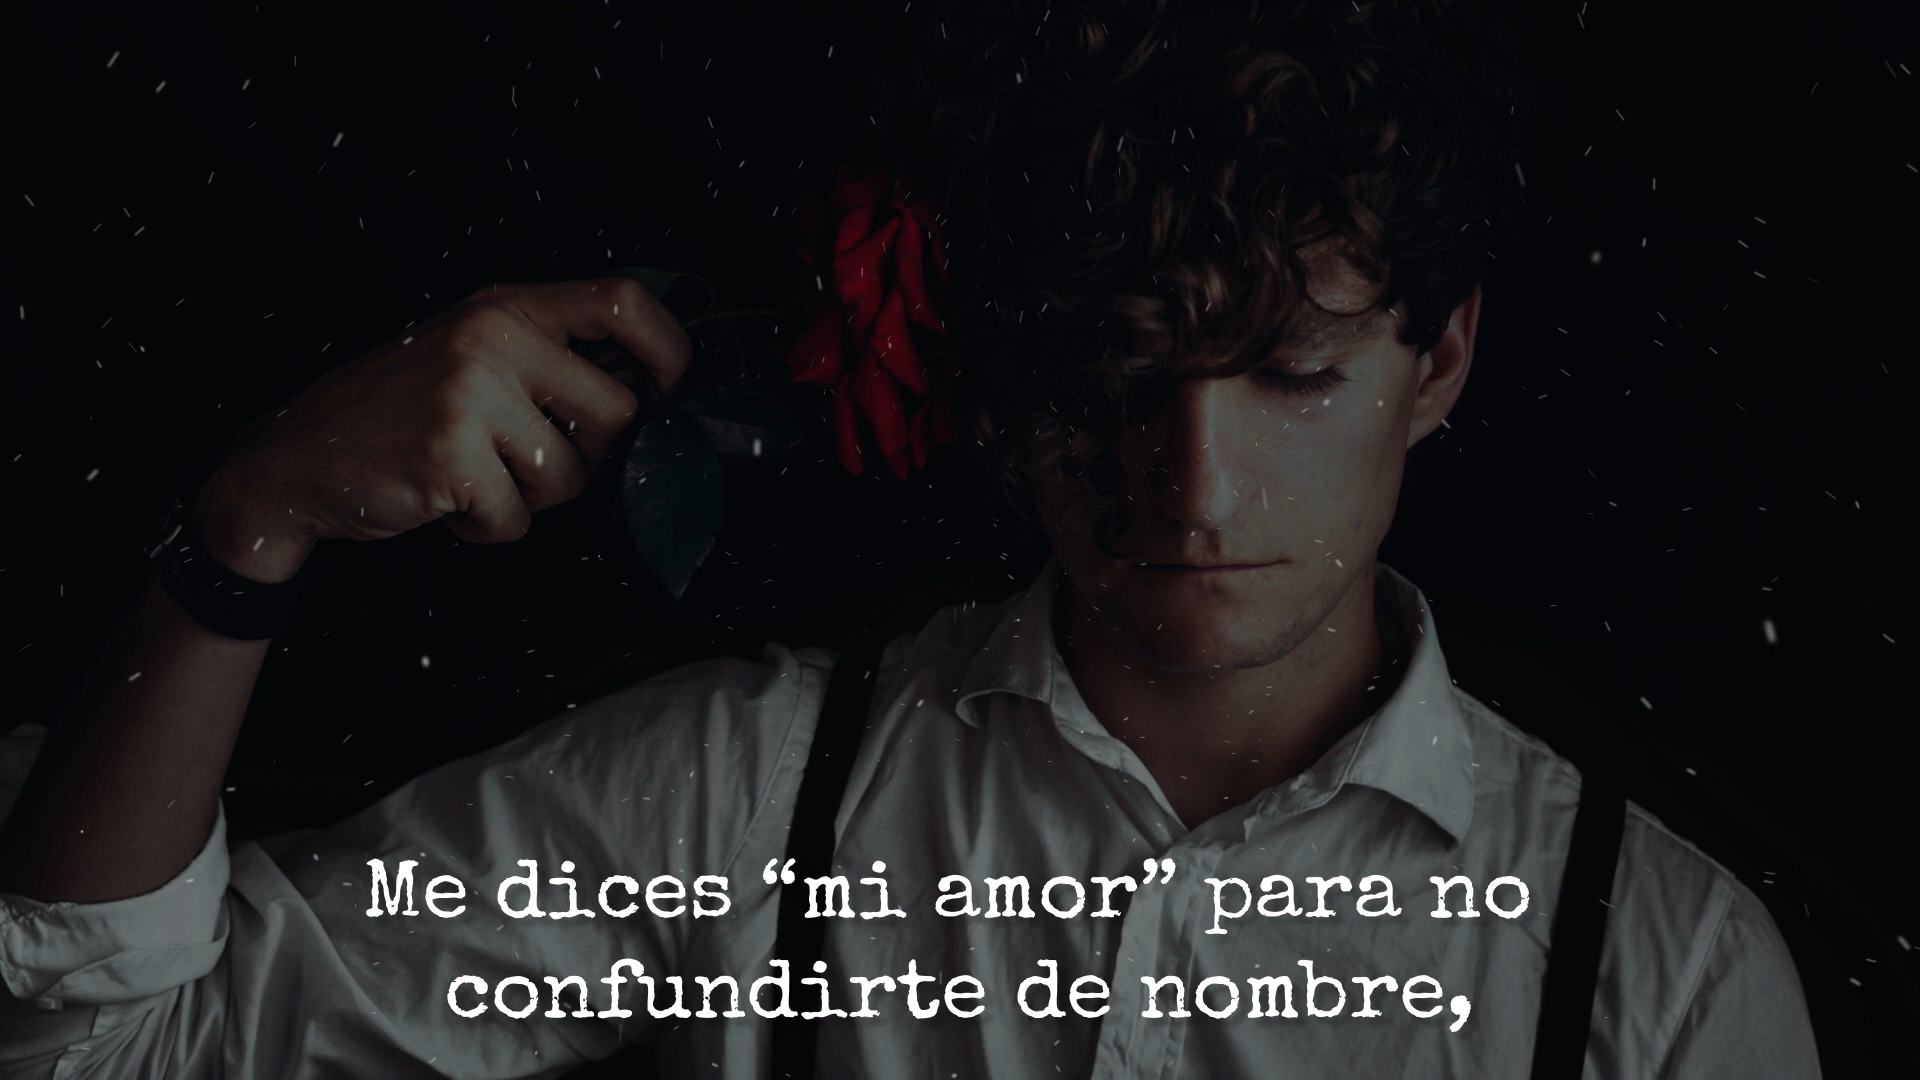 Me dices “mi amor” para no
confundirte de nombre,